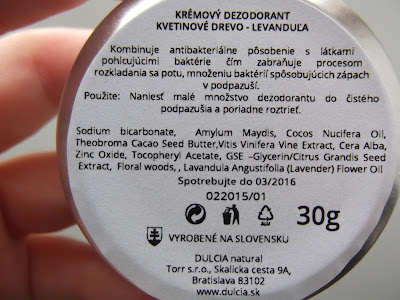 KRÉMOVÝ DEZODORANT
KVETINOVÉ DREVO - LEVANDUĽA
Kombinuje antibakteriálne pôsobenie s látkami
pohlcujúcimi baktérie čím zabraňuje procesom
rozkladania sa potu, množeniu baktérií spôsobujúcich zápach
v podpazuší.
Použite: Naniesť malé množstvo dezodorantu do čistého
podpazušia a poriadne roztrieť.
Sodium bicarbonate, Amylum Maydis, Cocos Nucifera Oil,
Theobroma Cacao Seed Butter,Vitis Vinifera Vine Extract, Cera Alba,
Zinc Oxide, Tocopheryl Acetate, GSE –Glycerin/Citrus Grandis Seed
Extract, Floral woods, , Lavandula Angustifolia (Lavender) Flower Oil
Spotrebujte do 03/2016
022015/01
ALU
30g
VYROBENÉ NA SLOVENSKU
DULCIA natural
Torr s.r.o., Skalická cesta 9A,
Bratislava 83102
www.dulcia.sk